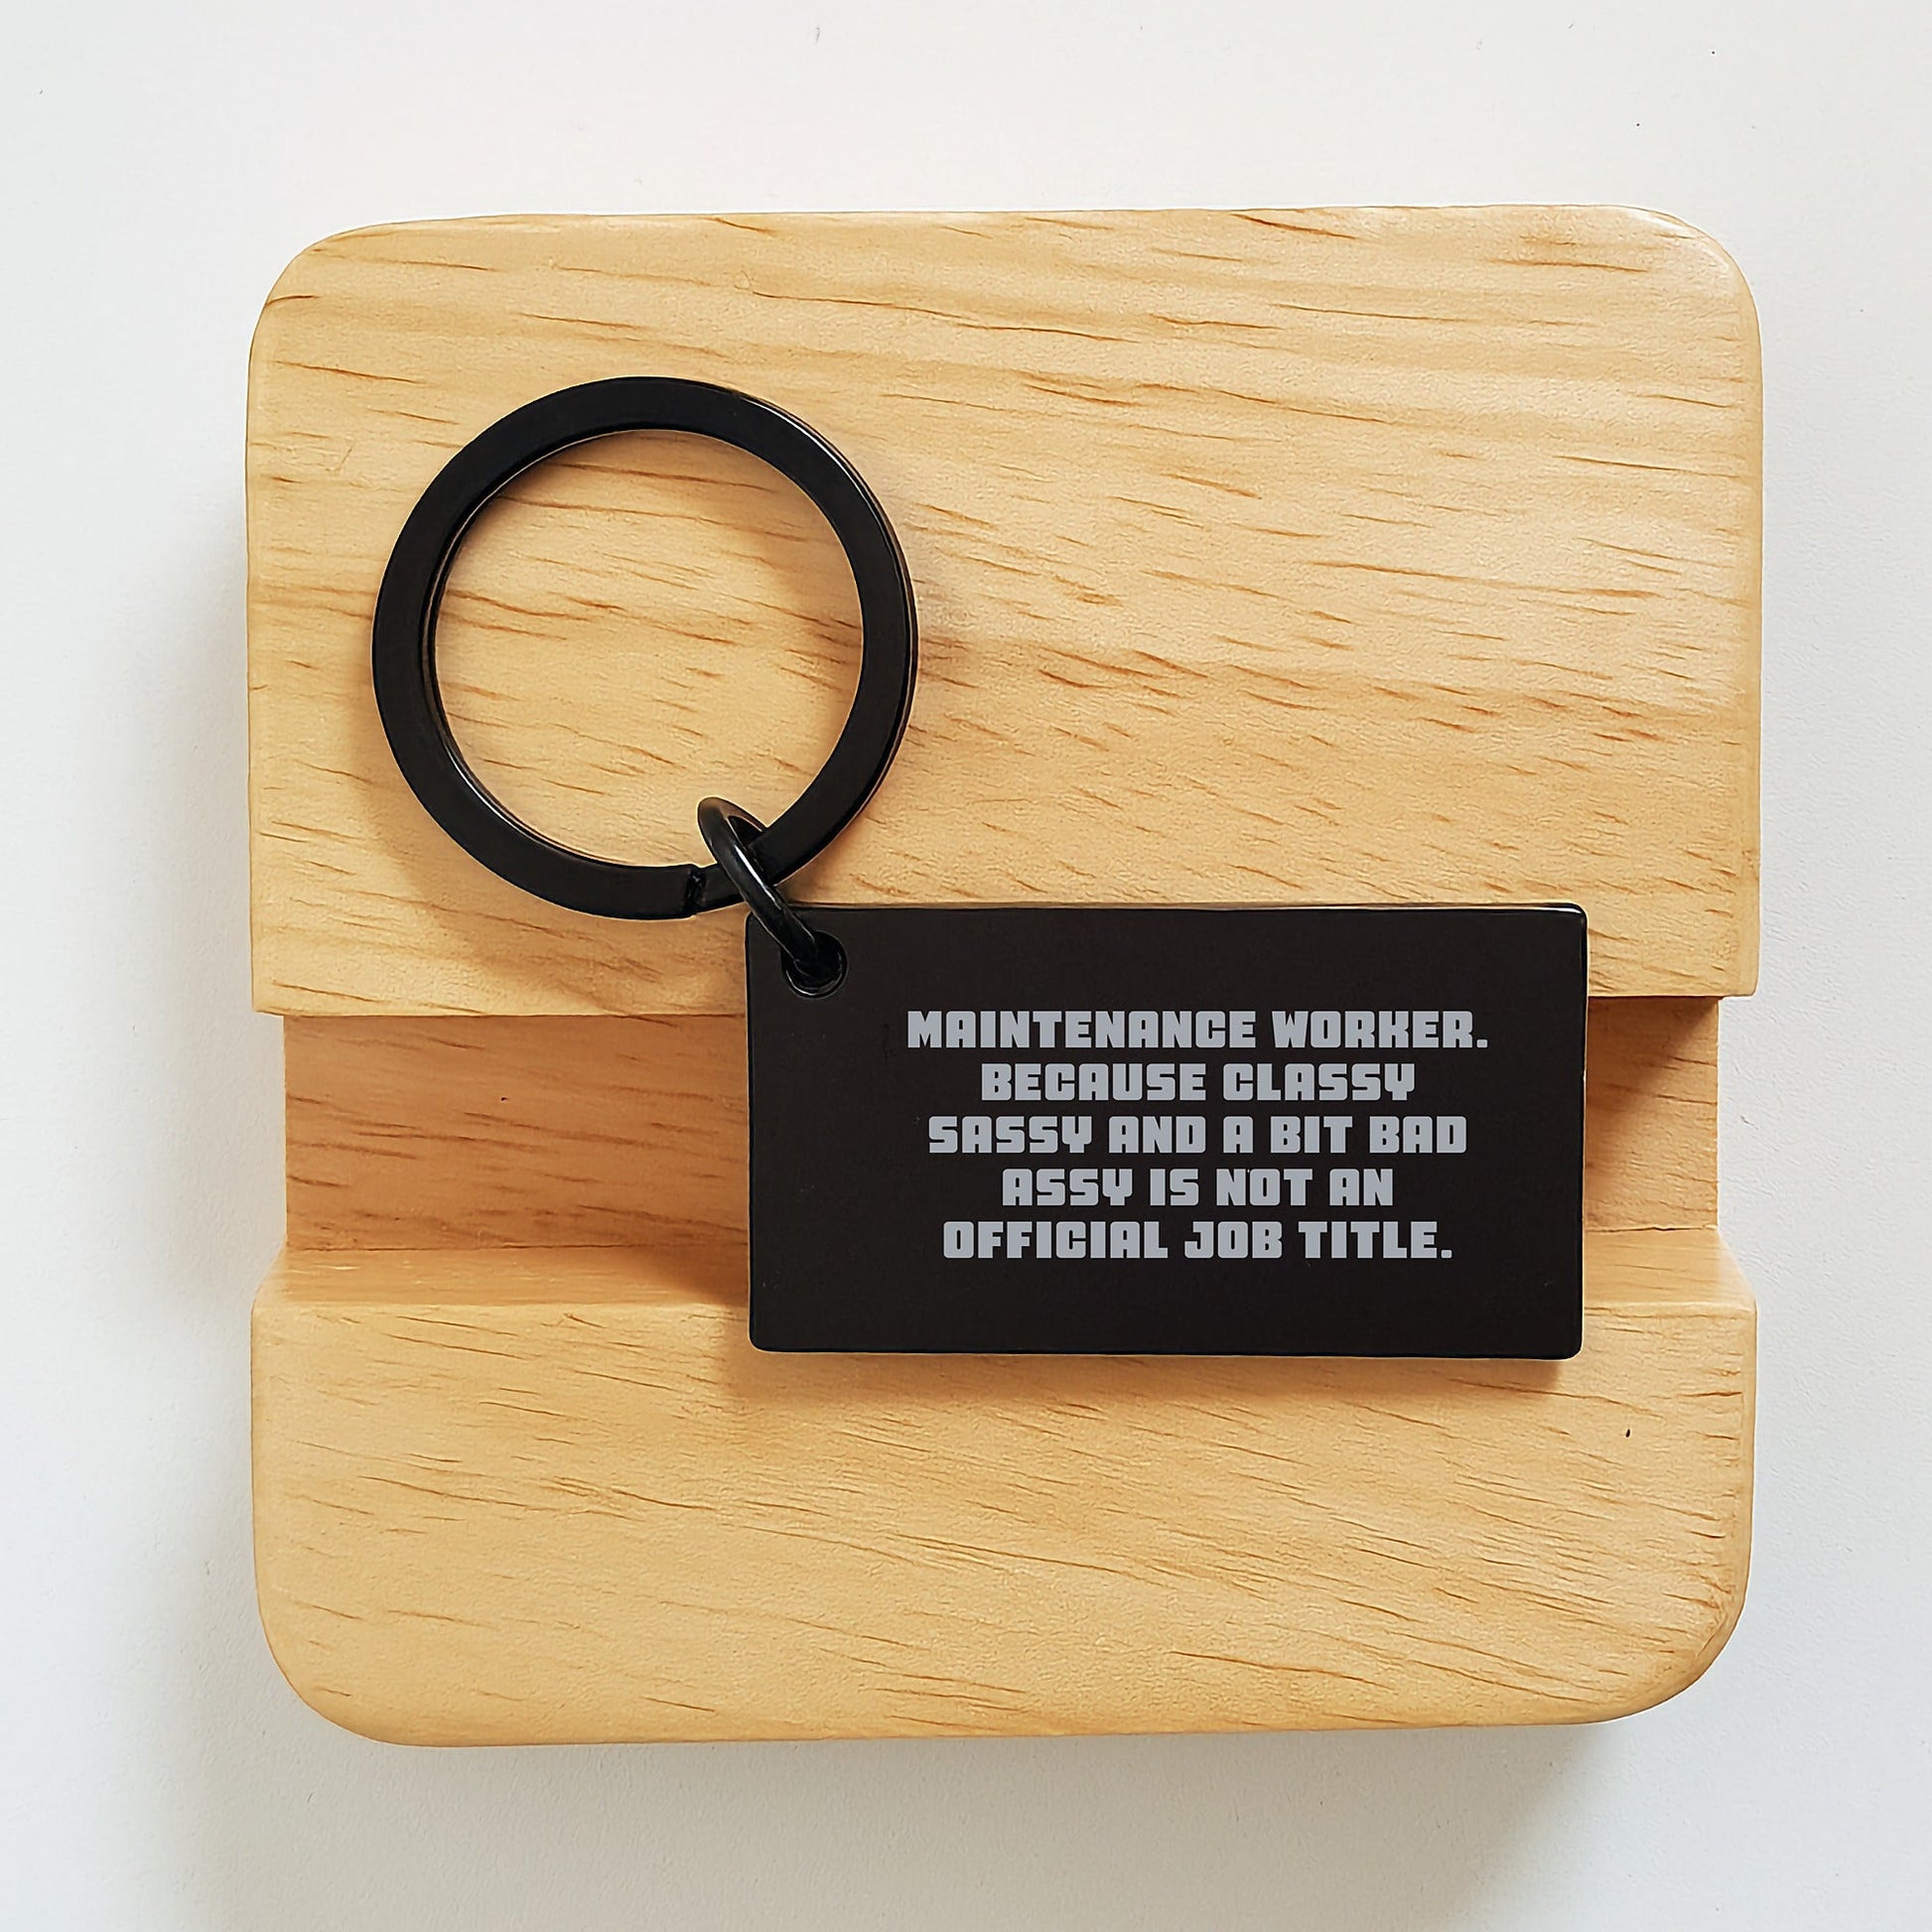 MAINTENANCE WORKER.
BECAUSE CLASSY
SASSY AND A BIT BAD
ASSY IS NOT AN
OFFICIAL JOB TITLE.